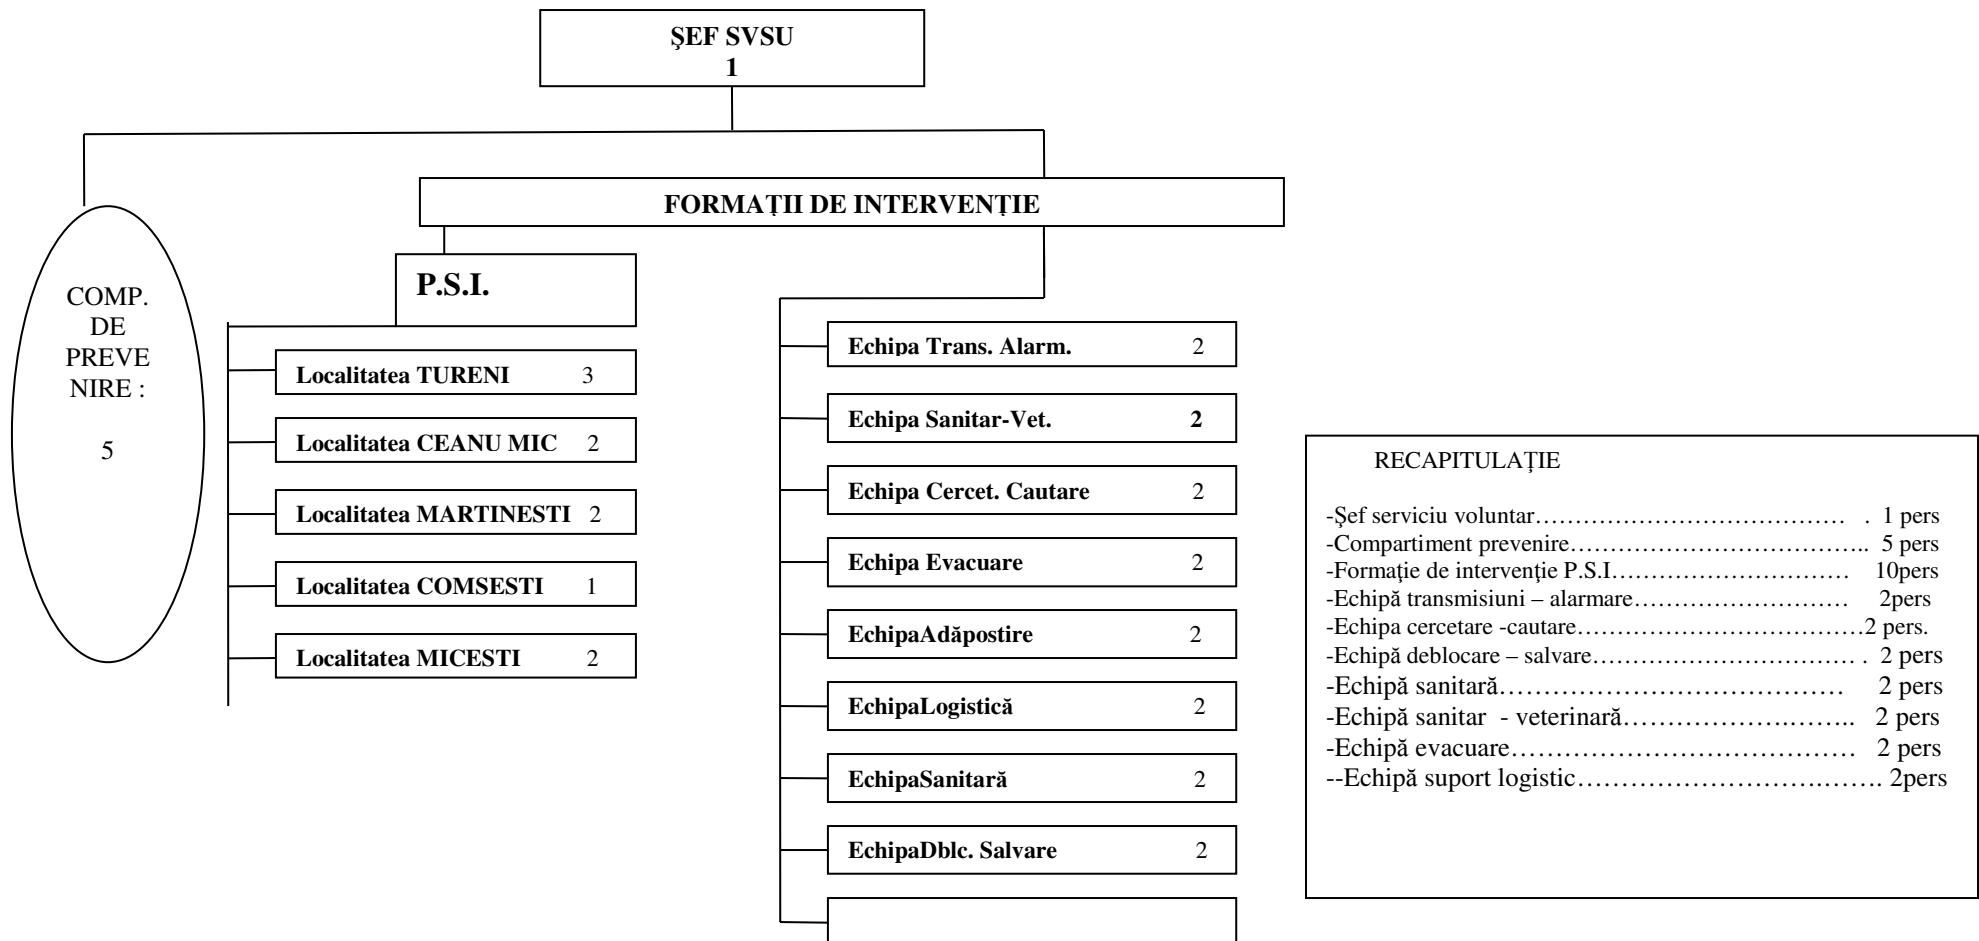 ŞEF SVSU
1
FORMAȚII DE INTERVENȚIE
COMP.
DE
PREVE
NIRE :
5
P.S.I.
Localitatea TURENI 3
Localitatea CEANU MIC 2
Localitatea MARTINESTI 2
Localitatea COMSESTI 1
Localitatea MICESTI 2
Echipa Trans. Alarm. 2
Echipa Sanitar-Vet. 2
Echipa Cercet. Cautare 2
Echipa Evacuare 2
EchipaAdăpostire 2
EchipaLogistică 2
EchipaSanitară 2
EchipaDblc. Salvare 2
RECAPITULAŢIE
-Şef serviciu voluntar………………………………… . 1 pers
-Compartiment prevenire……………………………….. 5 pers
-Formaţie de intervenţie P.S.I………………………… 10pers
-Echipă transmisiuni – alarmare……………………… 2pers
-Echipa cercetare -cautare………………………………2 pers.
-Echipă deblocare – salvare………………………….… . 2 pers
-Echipă sanitară………………………………… 2 pers
-Echipă sanitar - veterinară…………………….. 2 pers
-Echipă evacuare………………………………… 2 pers
--Echipă suport logistic……………………….……. 2pers